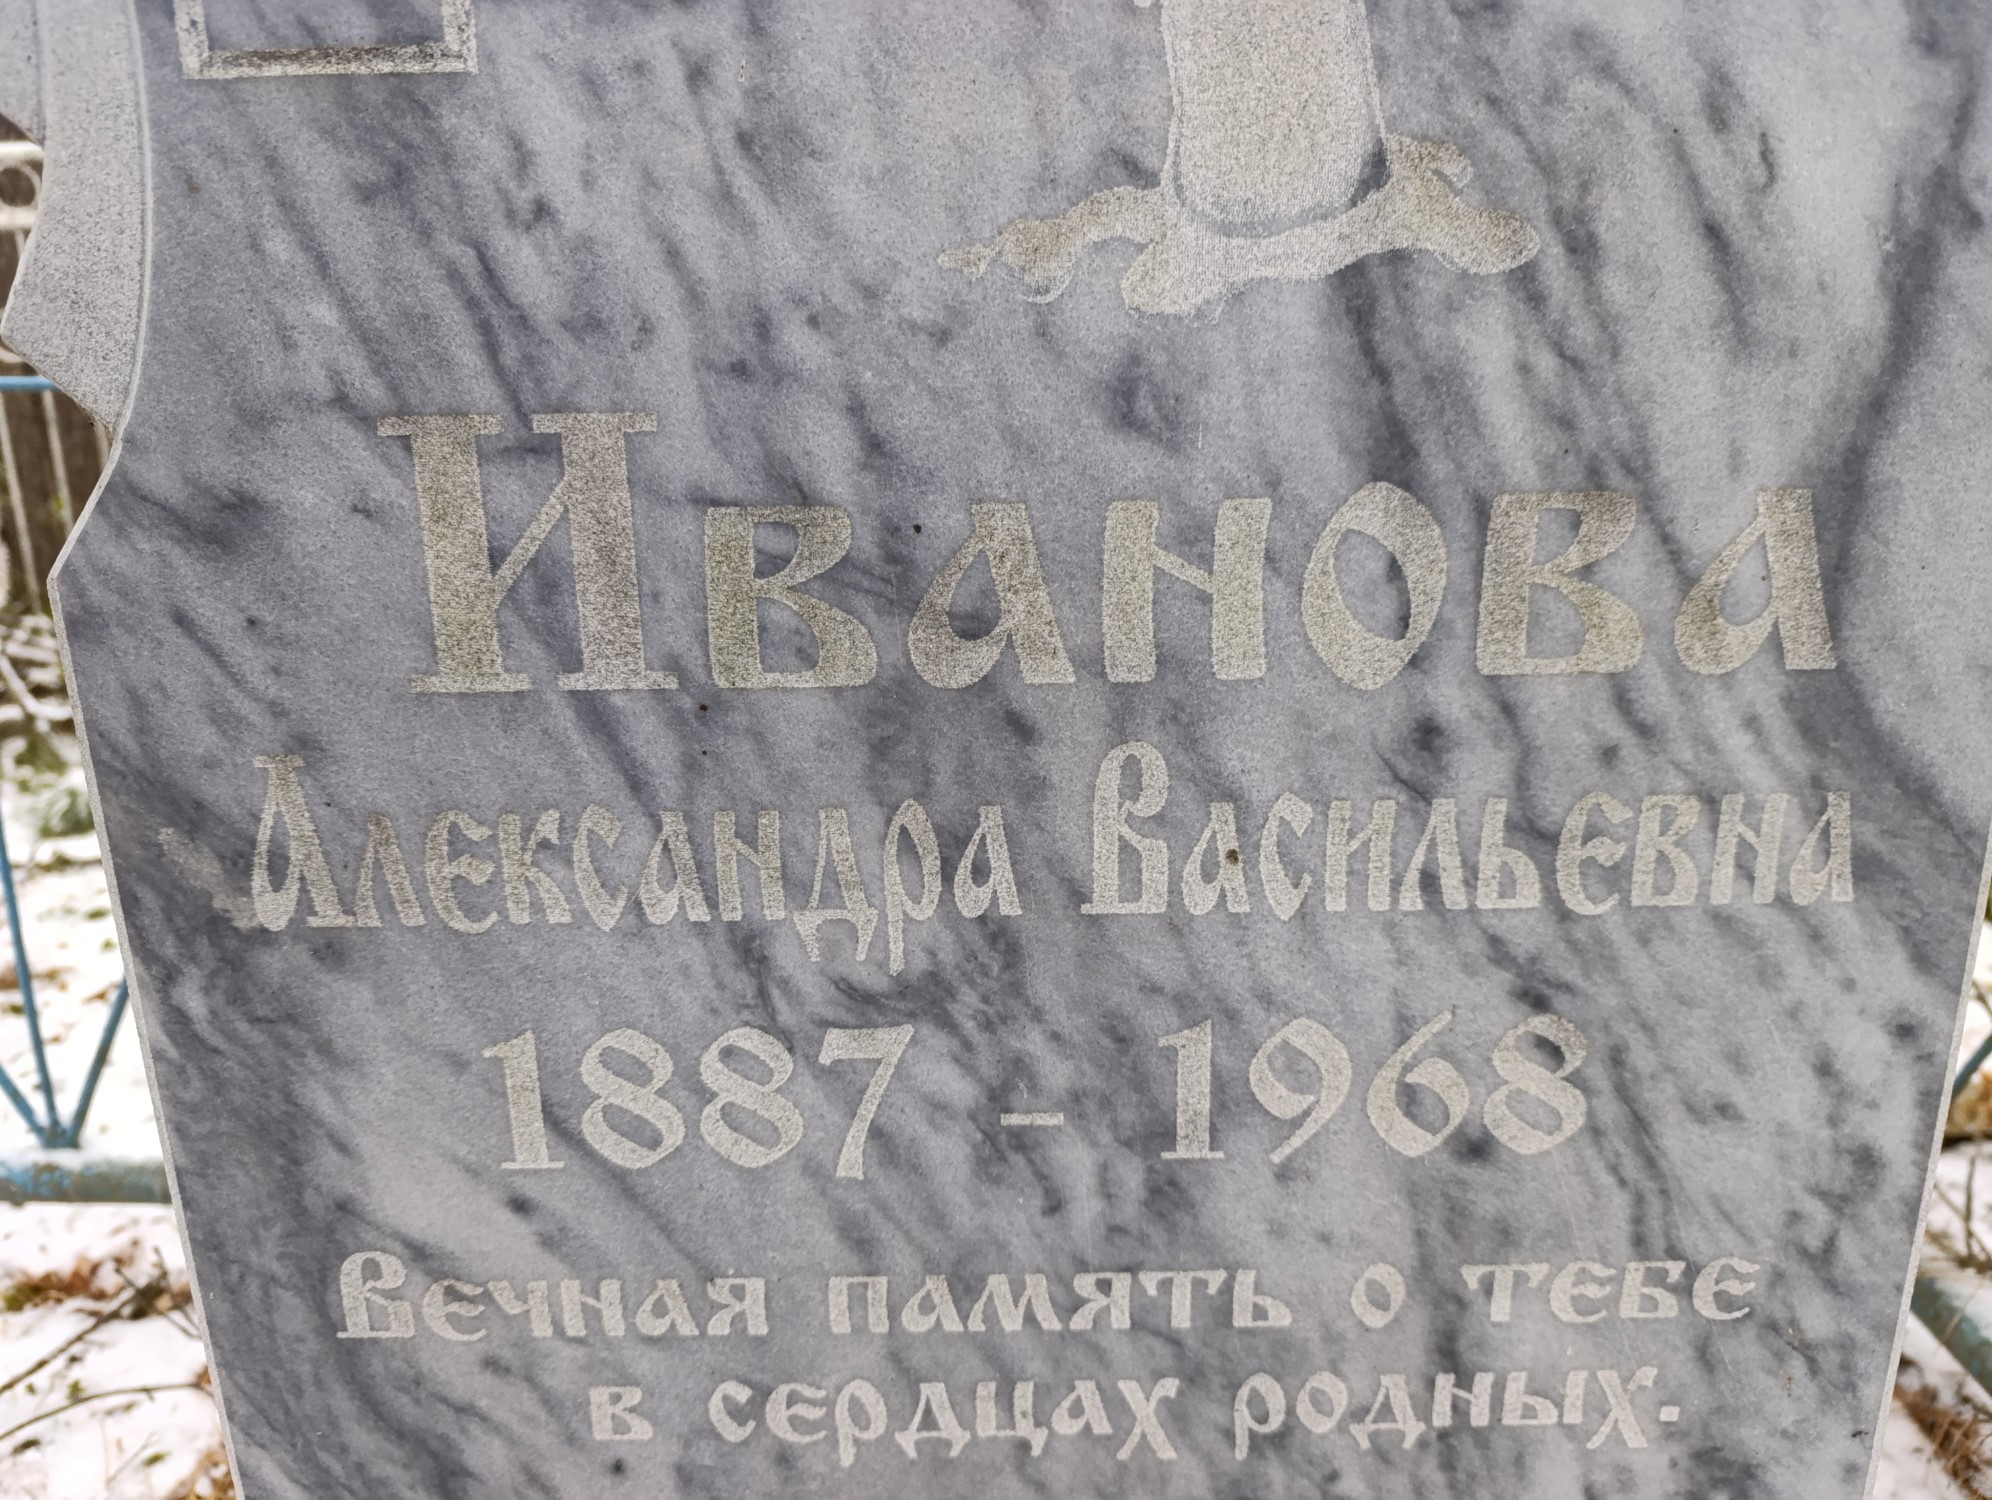 Иванова
Александра Васильевна
1887 - 1968
Вечная память о тебе
в сердцах родных.